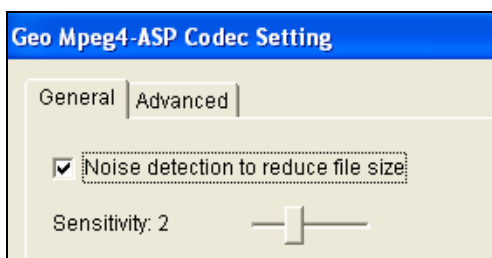 Geo Mpeg4-ASP Codec Setting
General Advanced
Noise detection to reduce file size
Sensitivity: 2